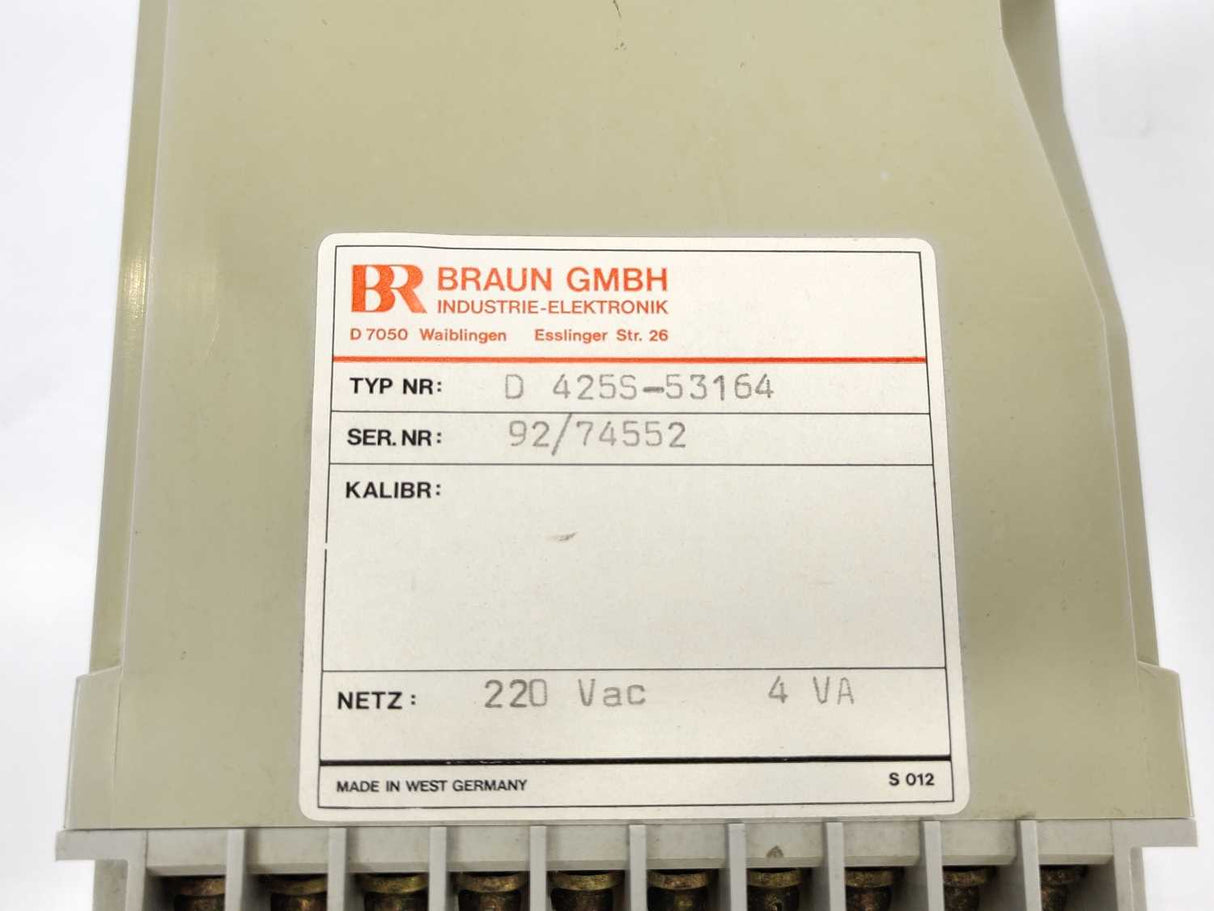 BR BRAUN GMBH
INDUSTRIE-ELEKTRONIK
D 7050 Waiblingen Esslinger Str. 26
TYP NR: D 425S-53164
SER. NR: 92/74552
KALIBR:
NETZ: 220 Vac 4 VA
MADE IN WEST GERMANY S 012